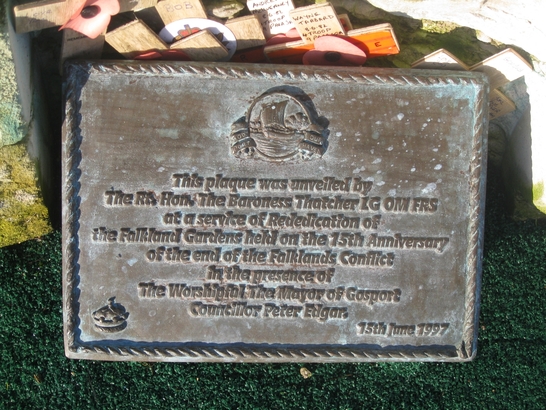 This plaque was unveiled by
The Rt. Hon. The Baroness Thatcher LG OM FRS
at a service of Rededication of
the Falkland Gardens held on the 15th Anniversary
of the end of the Falklands Conflict
in the presence of
The Worshipful The Mayor of Gosport
Councillor Peter Edgar.
15th June 1997